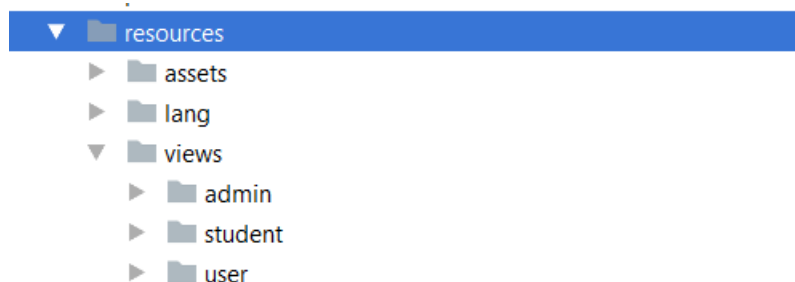 resources
assets
lang
views
admin
student
user